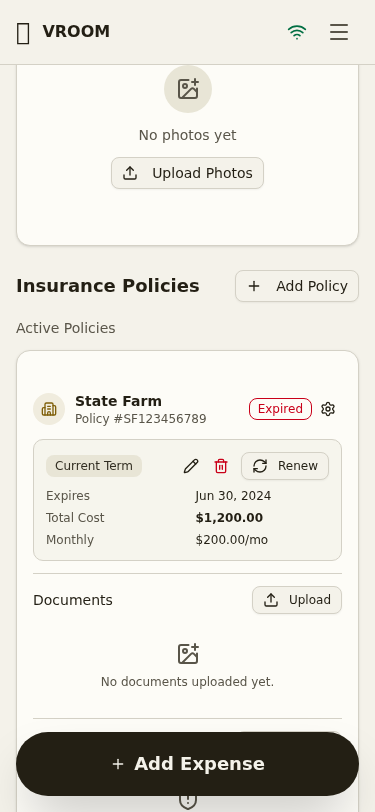 VROOM
No photos yet
Upload Photos
Insurance Policies
Add Policy
Active Policies
State Farm
Expired
Policy #SF123456789
Current Term
Renew
Expires Jun 30, 2024
Total Cost $1,200.00
Monthly $200.00/mo
Documents
Upload
No documents uploaded yet.
+ Add Expense